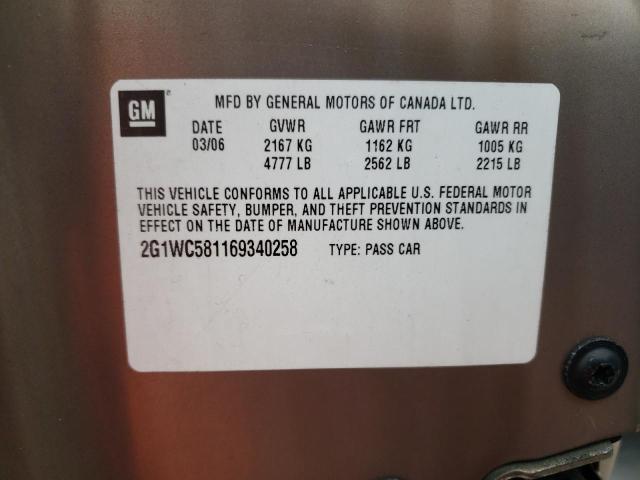 GM
MFD BY GENERAL MOTORS OF CANADA LTD.
DATE GVWR GAWR FRT GAWR RR
03/06 2167 KG 1162 KG 1005 KG
4777 LB 2562 LB 2215 LB
THIS VEHICLE CONFORMS TO ALL APPLICABLE U.S. FEDERAL MOTOR
VEHICLE SAFETY, BUMPER, AND THEFT PREVENTION STANDARDS IN
EFFECT ON THE DATE OF MANUFACTURE SHOWN ABOVE.
2G1WC581169340258 TYPE: PASS CAR